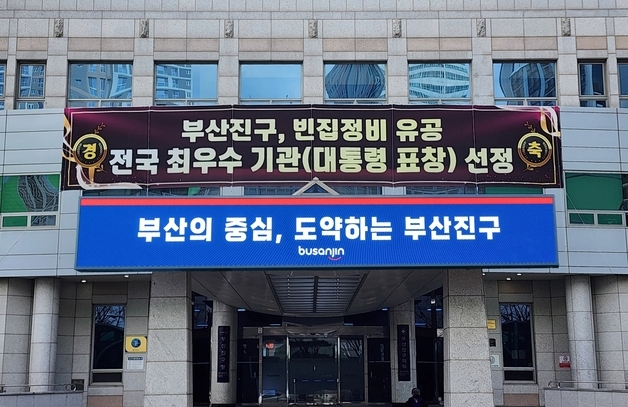 경 부산진구, 빈집정비 유공 축
전국 최우수 기관(대통령 표창) 선정
부산의 중심, 도약하는 부산진구
busanjin